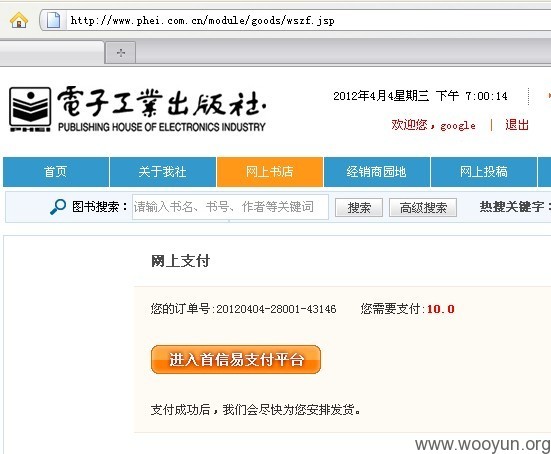 http://www.phei.com.cn/module/goods/wszf.jsp
電子工業出版社
PHEI
PUBLISHING HOUSE OF ELECTRONICS INDUSTRY
2012年4月4星期三 下午 7:00:14
欢迎您,google | 退出
首页 关于我社 网上书店 经销商园地 网上投稿
图书搜索: 请输入书名、书号、作者等关键词 搜索 高级搜索 热搜关键字:
网上支付
您的订单号:20120404-28001-43146 您需要支付:10.0
进入首信易支付平台
支付成功后,我们会尽快为您安排发货。
www.wooyun.org